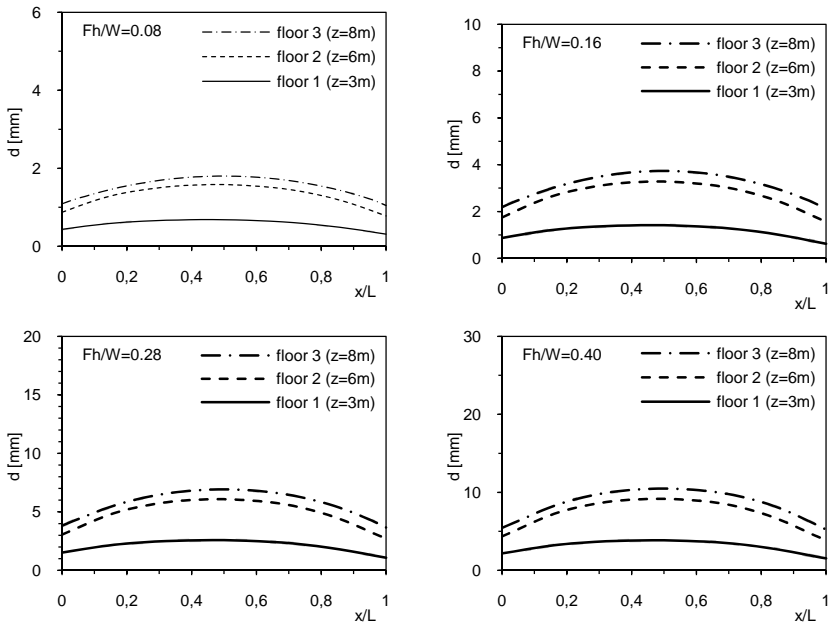 6
4
2
0
d [mm]
Fh/W=0.08
floor 3 (z=8m)
floor 2 (z=6m)
floor 1 (z=3m)
0 0,2 0,4 0,6 0,8 1
x/L
10
8
6
4
2
0
d [mm]
Fh/W=0.16
floor 3 (z=8m)
floor 2 (z=6m)
floor 1 (z=3m)
0 0,2 0,4 0,6 0,8 1
x/L
20
15
10
5
0
d [mm]
Fh/W=0.28
floor 3 (z=8m)
floor 2 (z=6m)
floor 1 (z=3m)
0 0,2 0,4 0,6 0,8 1
x/L
30
20
10
0
d [mm]
Fh/W=0.40
floor 3 (z=8m)
floor 2 (z=6m)
floor 1 (z=3m)
0 0,2 0,4 0,6 0,8 1
x/L